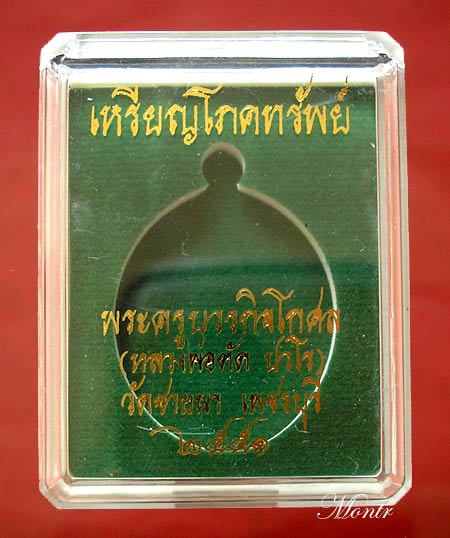 เหรียญโภคทรัพย์
พระครูบวรกิจโกศล
(หลวงพ่อตัด ปวโร)
วัดชายนา เพชรบุรี
๒๕๕๑
Montr